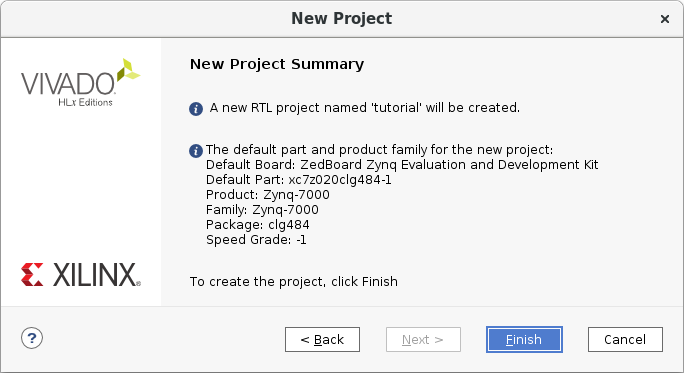 New Project
×
VIVADO.
HLx Editions
New Project Summary
A new RTL project named 'tutorial' will be created.
The default part and product family for the new project:
Default Board: ZedBoard Zynq Evaluation and Development Kit
Default Part: xc7z020clg484-1
Product: Zynq-7000
Family: Zynq-7000
Package: clg484
Speed Grade: -1
XILINX®
To create the project, click Finish
? < Back Next > Finish Cancel